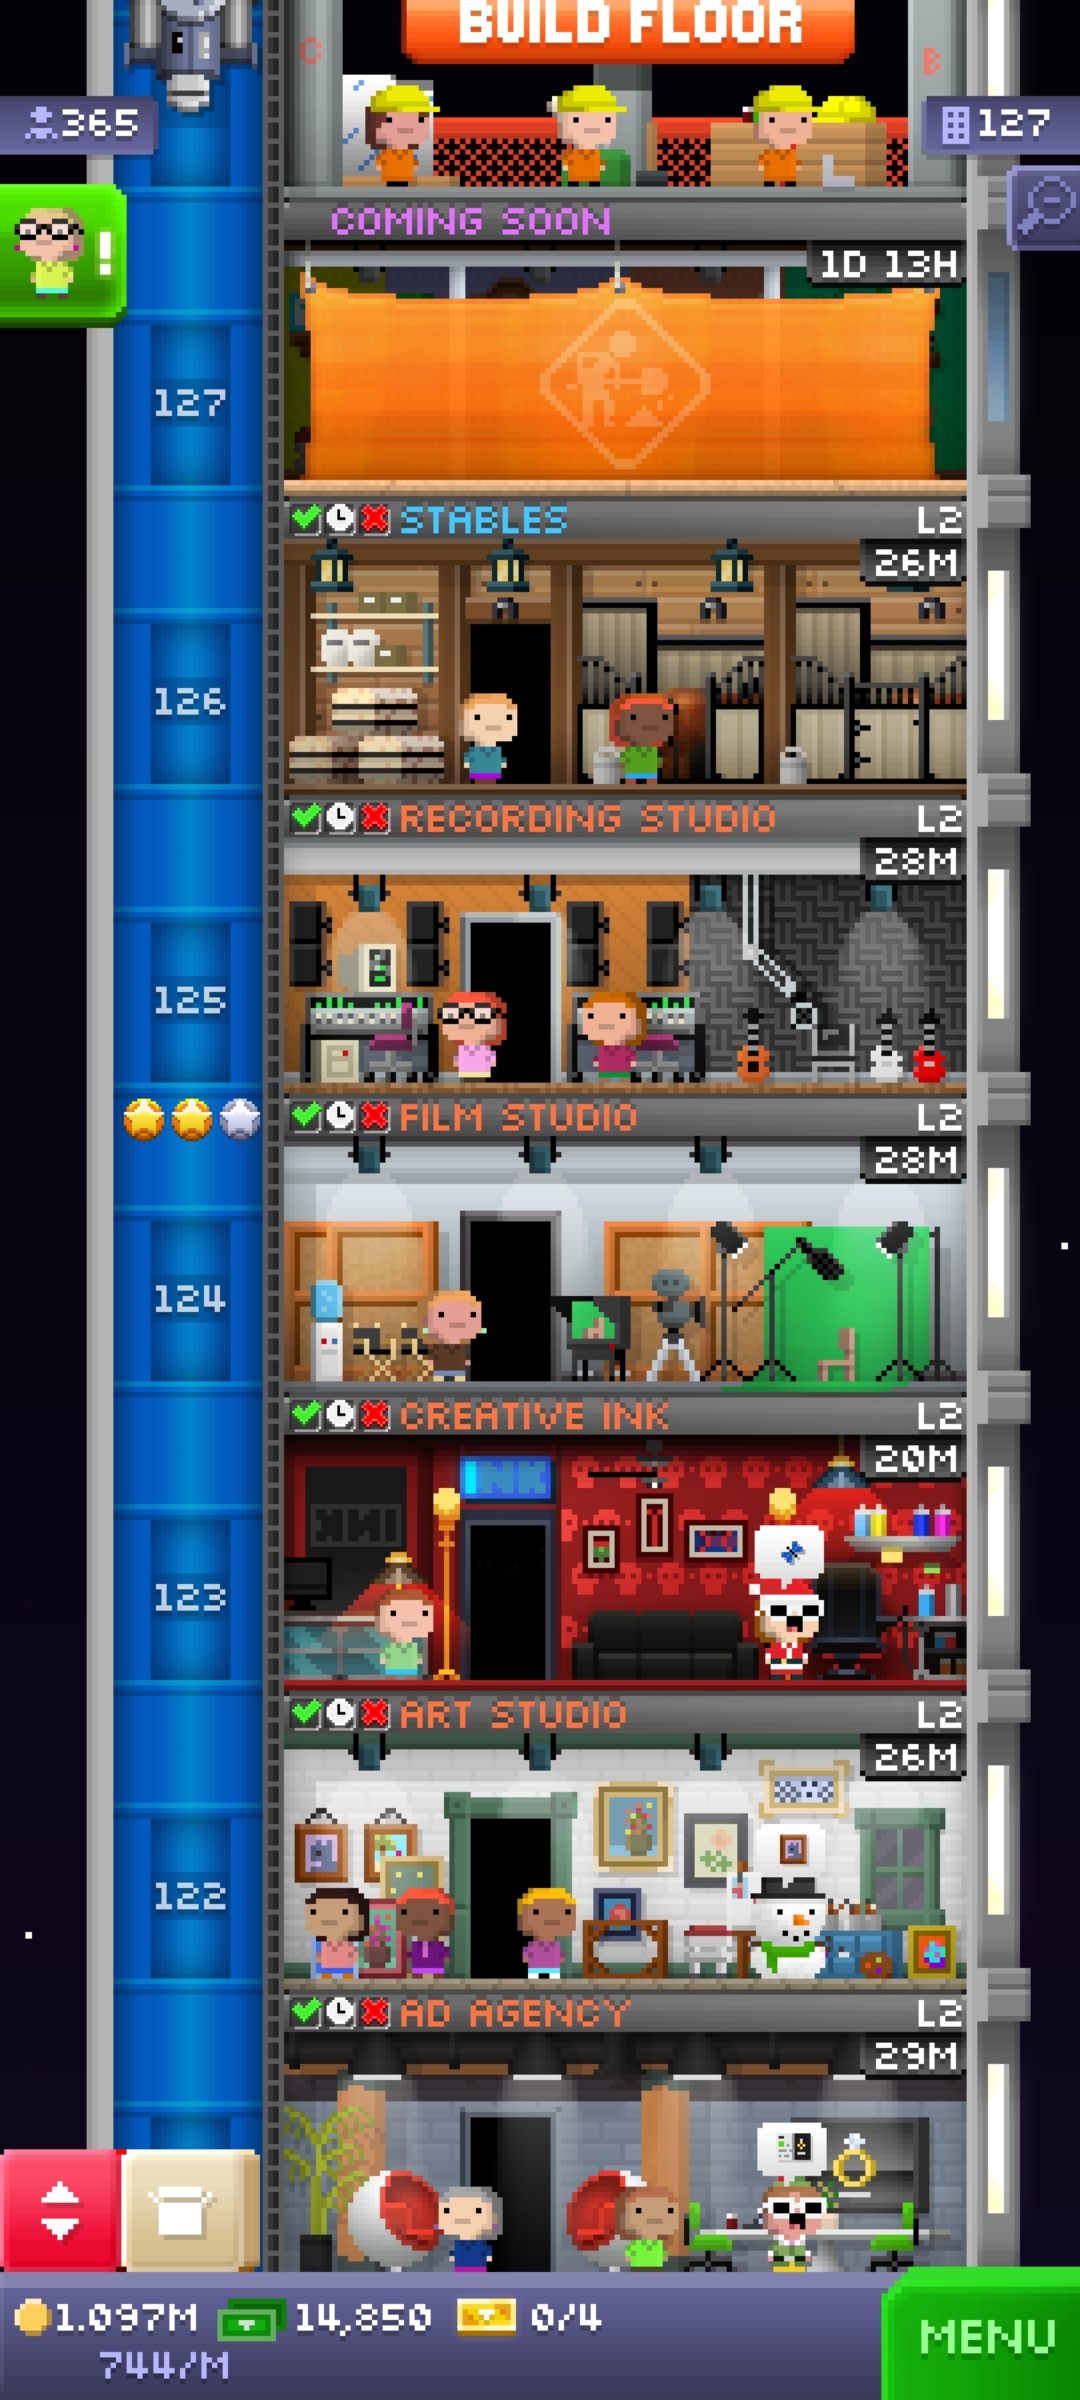 BUILD FLOOR
C
B
365
127
COMING SOON
1D 13H
127
STABLES
L2
26M
126
RECORDING STUDIO
L2
28M
125
FILM STUDIO
L2
28M
124
CREATIVE INK
L2
20M
INK
123
ART STUDIO
L2
26M
122
AD AGENCY
L2
29M
1.097M
14,850
0/4
744/M
MENU